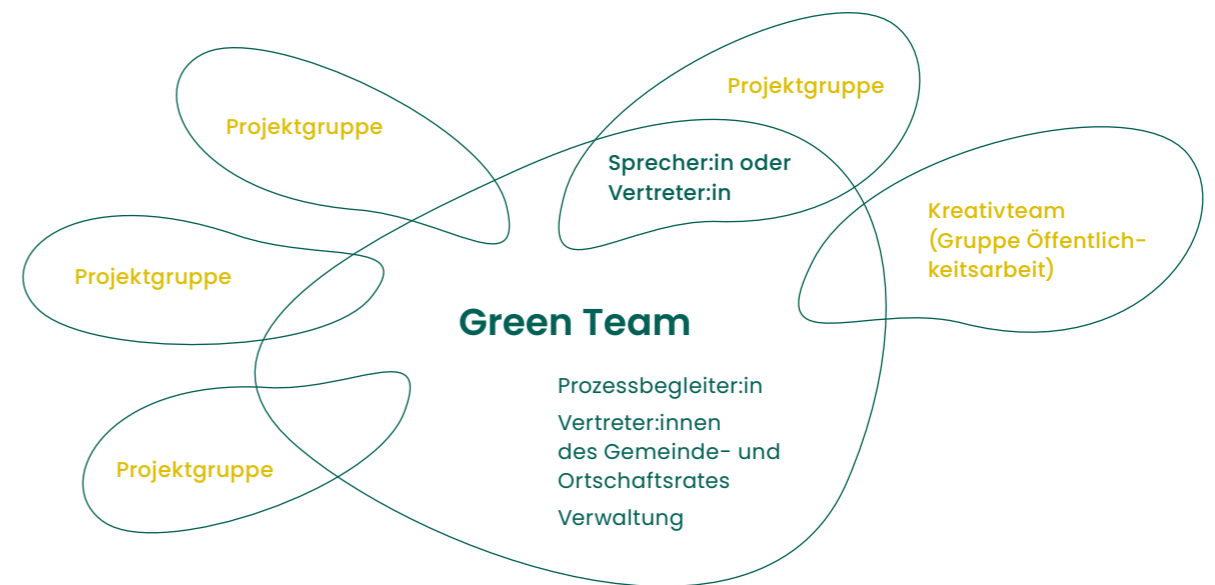 Projektgruppe
Projektgruppe
Sprecher:in oder
Vertreter:in
Kreativteam
(Gruppe Öffentlich-
keitsarbeit)
Projektgruppe
Green Team
Prozessbegleiter:in
Vertreter:innen
des Gemeinde- und
Ortschaftsrates
Projektgruppe
Verwaltung